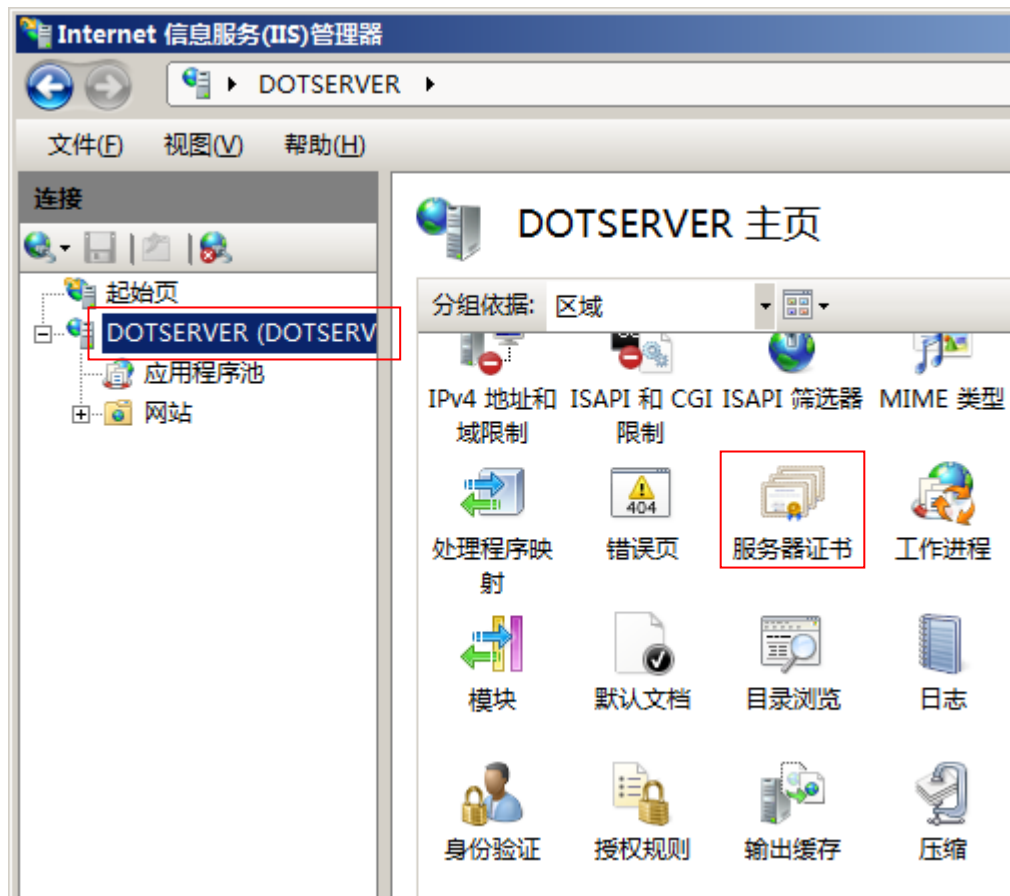 Internet 信息服务(IIS)管理器
DOTSERVER
文件(F) 视图(V) 帮助(H)
连接
起始页
DOTSERVER (DOTSERV
应用程序池
网站
DOTSERVER 主页
分组依据: 区域
IPv4 地址和 ISAPI 和 CGI ISAPI 筛选器 MIME 类型
域限制 限制
404
处理程序映 错误页 服务器证书 工作进程
射
模块 默认文档 目录浏览 日志
身份验证 授权规则 输出缓存 压缩